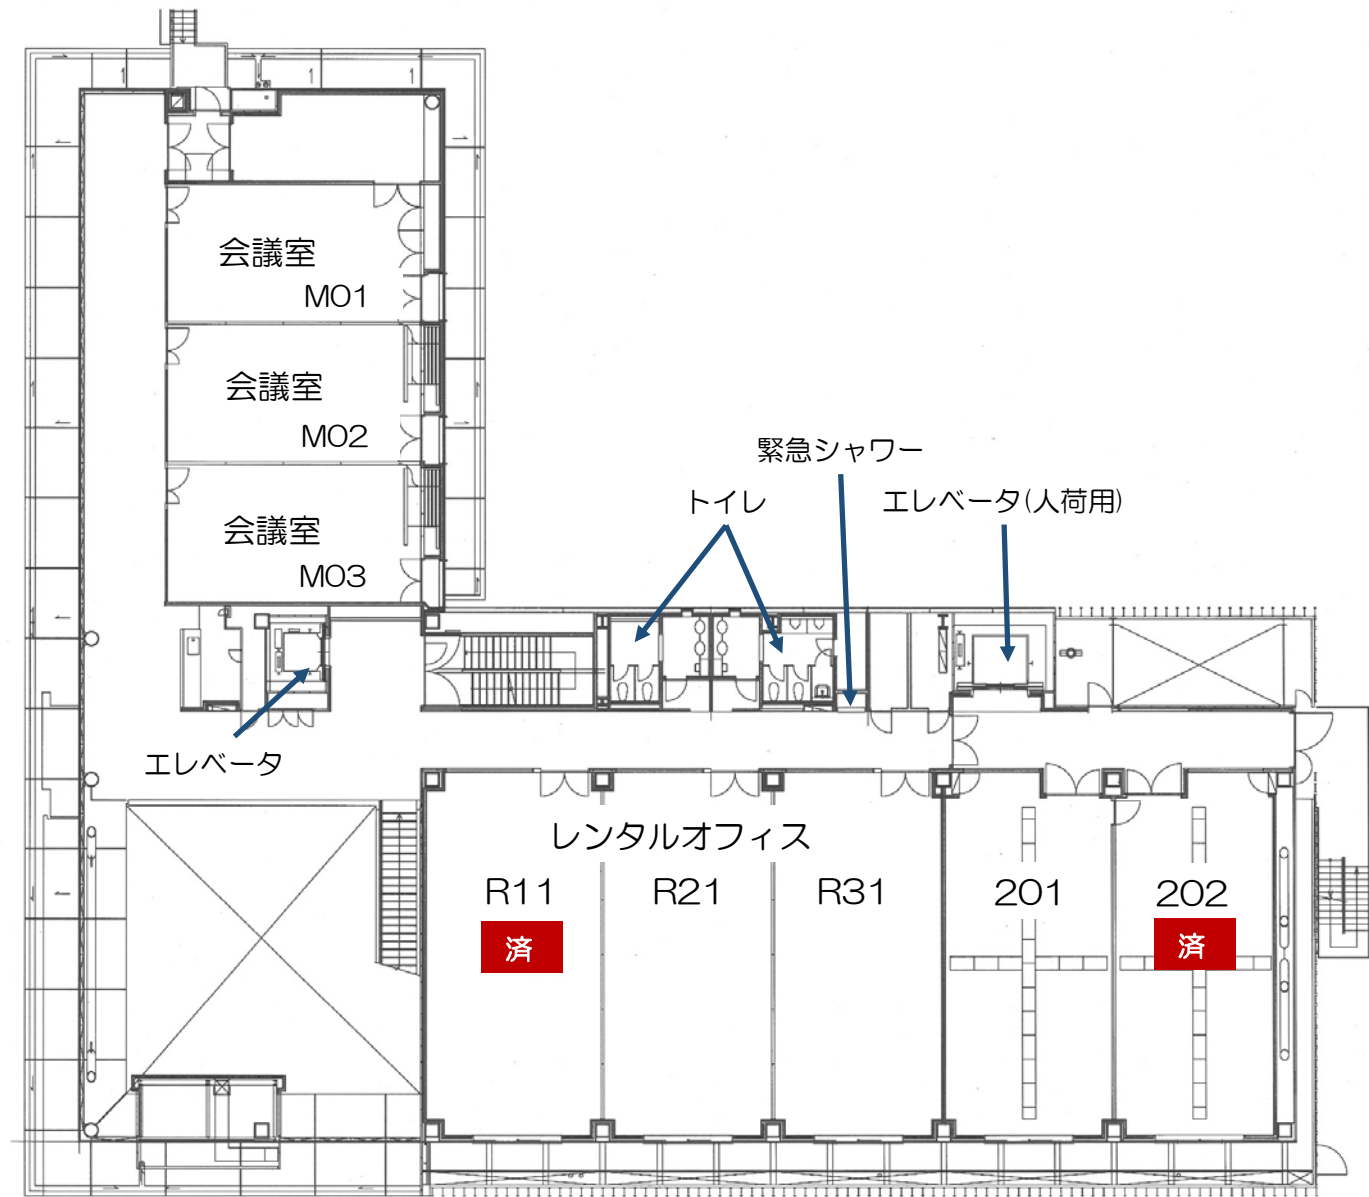 会議室
M01
会議室
M02
会議室
M03
緊急シャワー
トイレ
エレベータ(人荷用)
エレベータ
レンタルオフィス
R11
R21
R31
201
202
済
済